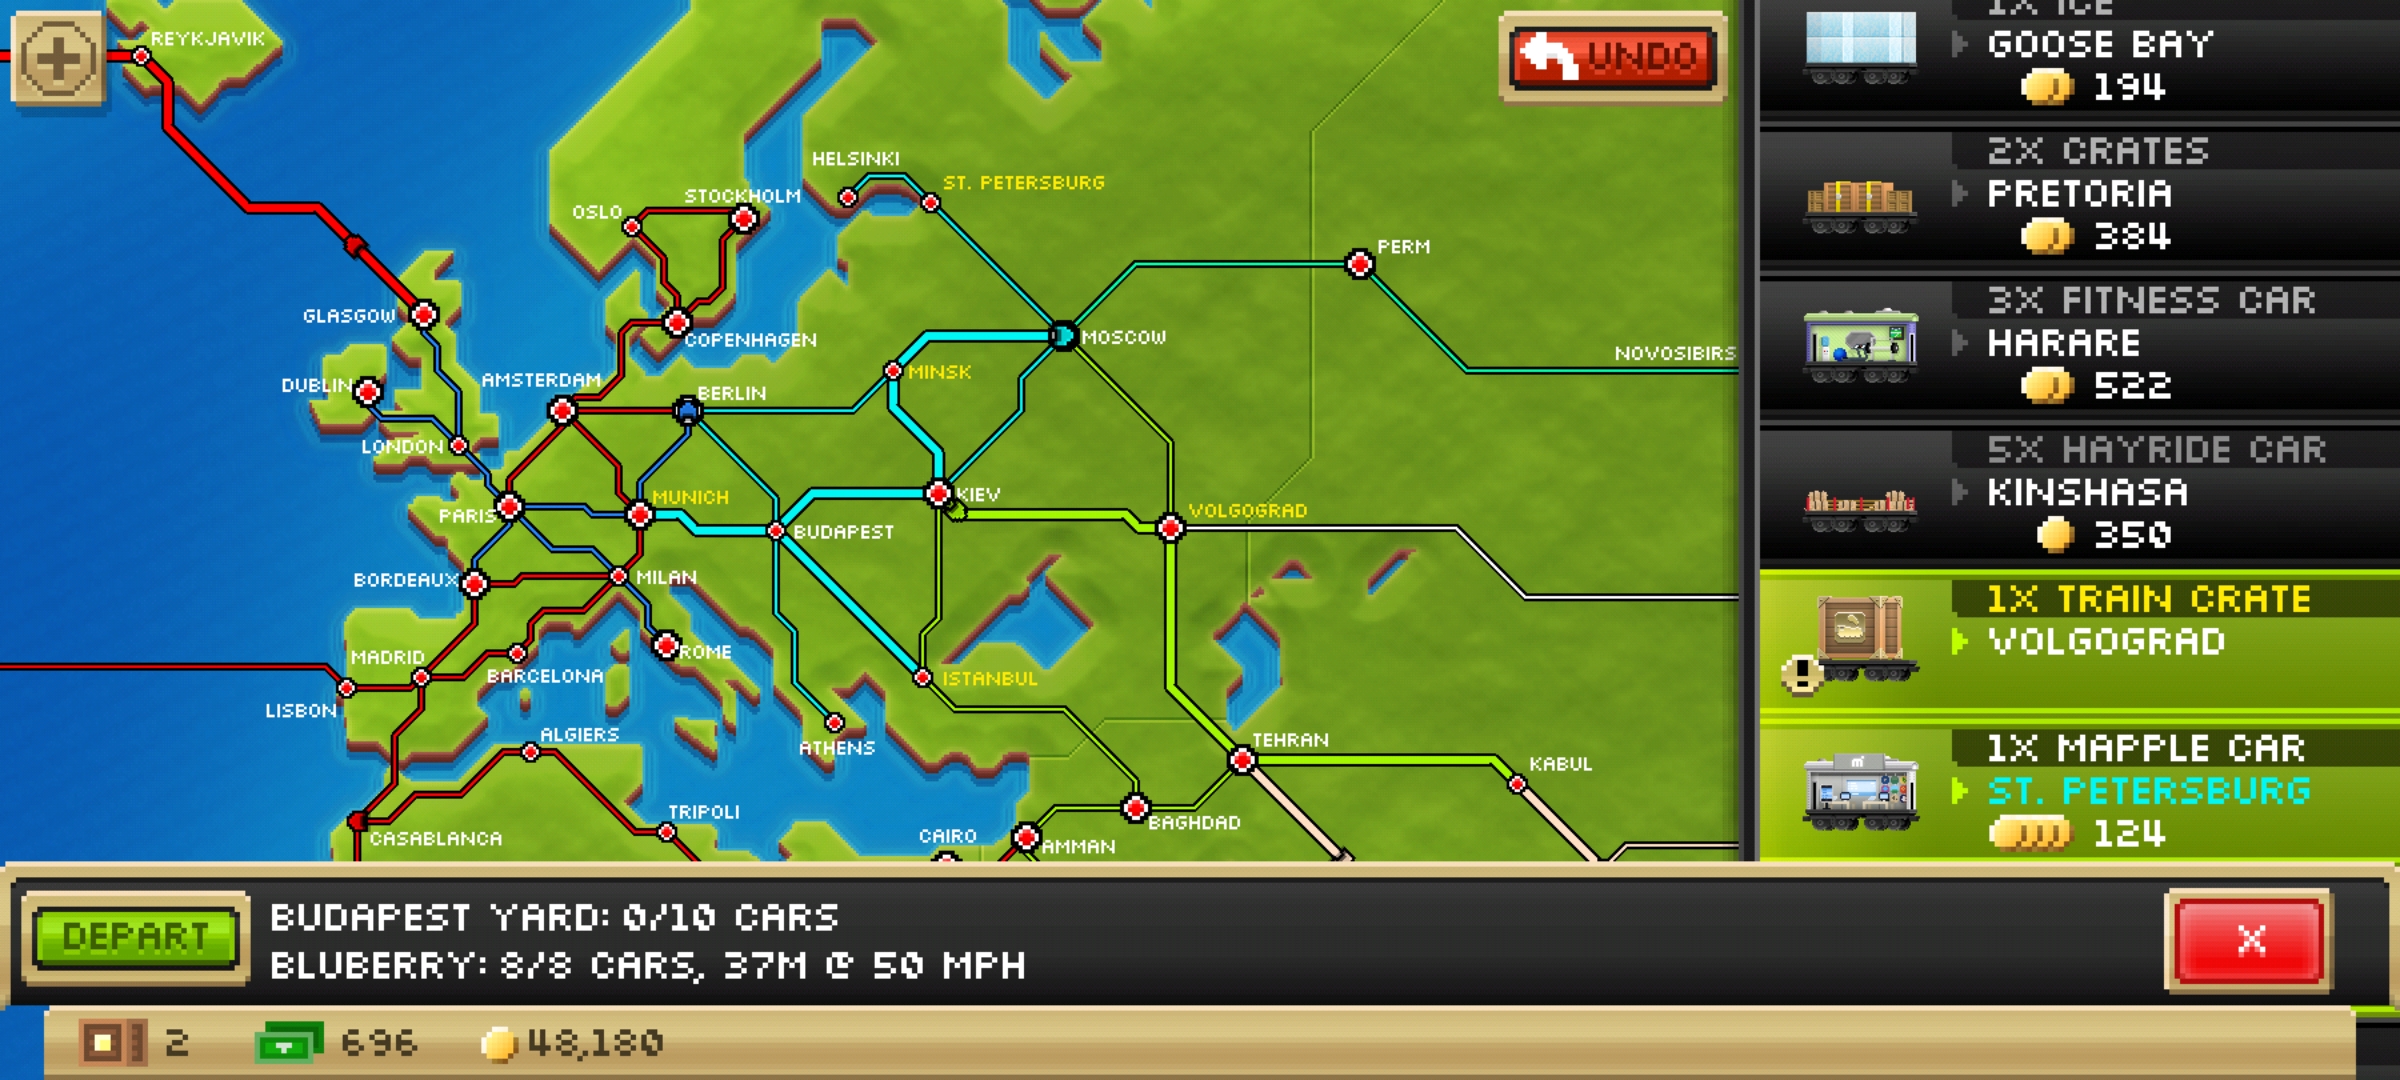 REYKJAVIK
UNDO
HELSINKI
ST. PETERSBURG
STOCKHOLM
OSLO
PERM
GLASGOW
COPENHAGEN
MOSCOW
NOVOSIBIRS
DUBLIN
AMSTERDAM
BERLIN
MINSK
LONDON
PARIS
MUNICH
KIEV
VOLGOGRAD
BUDAPEST
BORDEAUX
MILAN
MADRID
ROME
BARCELONA
ISTANBUL
LISBON
ALGIERS
ATHENS
TEHRAN
KABUL
CASABLANCA
TRIPOLI
CAIRO
AMMAN
BAGHDAD
1X ICE
GOOSE BAY
194
2X CRATES
PRETORIA
384
3X FITNESS CAR
HARARE
522
5X HAYRIDE CAR
KINSHASA
350
1X TRAIN CRATE
VOLGOGRAD
!
1X MAPPLE CAR
m
ST. PETERSBURG
124
DEPART
BUDAPEST YARD: 0/10 CARS
BLUBERRY: 8/8 CARS, 37M @ 50 MPH
X
2
696
48,180